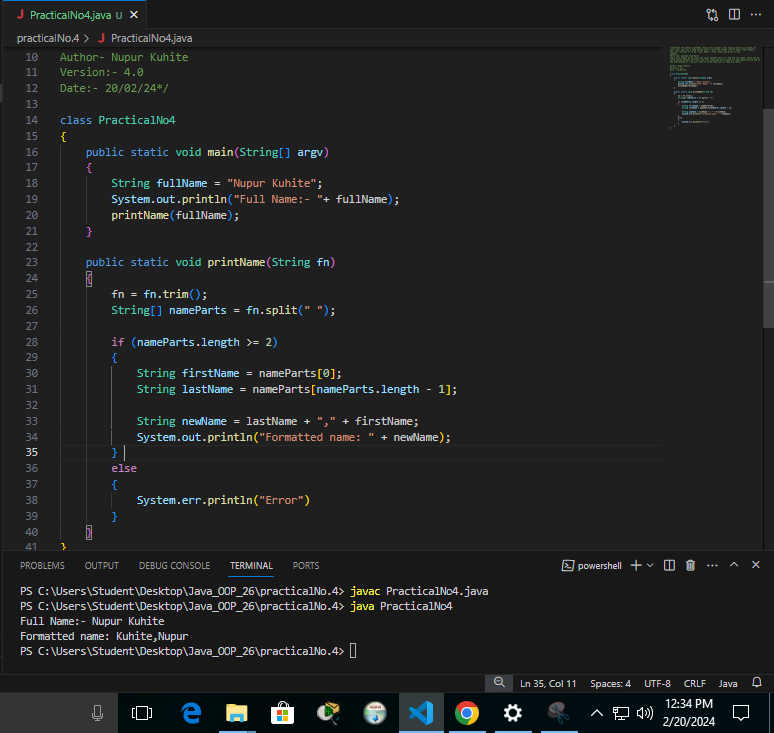 PracticalNo4.java U
practicalNo.4 > J PracticalNo4.java
10 Author- Nupur Kuhite
11 Version:- 4.0
12 Date:- 20/02/24*/
13
14 class PracticalNo4
15 {
16 public static void main(String[] argv)
17 {
18 String fullName = "Nupur Kuhite";
19 System.out.println("Full Name:- "+ fullName);
20 printName(fullName);
21 }
22
23 public static void printName(String fn)
24 {
25 fn = fn.trim();
26 String[] nameParts = fn.split(" ");
27
28 if (nameParts.length >= 2)
29 {
30 String firstName = nameParts[0];
31 String lastName = nameParts[nameParts.length - 1];
32
33 String newName = lastName + "," + firstName;
34 System.out.println("Formatted name: " + newName);
35 }
36 else
37 {
38 System.err.println("Error")
39 }
40 }
41 }
PROBLEMS OUTPUT DEBUG CONSOLE TERMINAL PORTS powershell
PS C:\Users\Student\Desktop\Java_OOP_26\practicalNo.4> javac PracticalNo4.java
PS C:\Users\Student\Desktop\Java_OOP_26\practicalNo.4> java PracticalNo4
Full Name:- Nupur Kuhite
Formatted name: Kuhite,Nupur
PS C:\Users\Student\Desktop\Java_OOP_26\practicalNo.4>
Ln 35, Col 11 Spaces: 4 UTF-8 CRLF Java
12:34 PM
2/20/2024